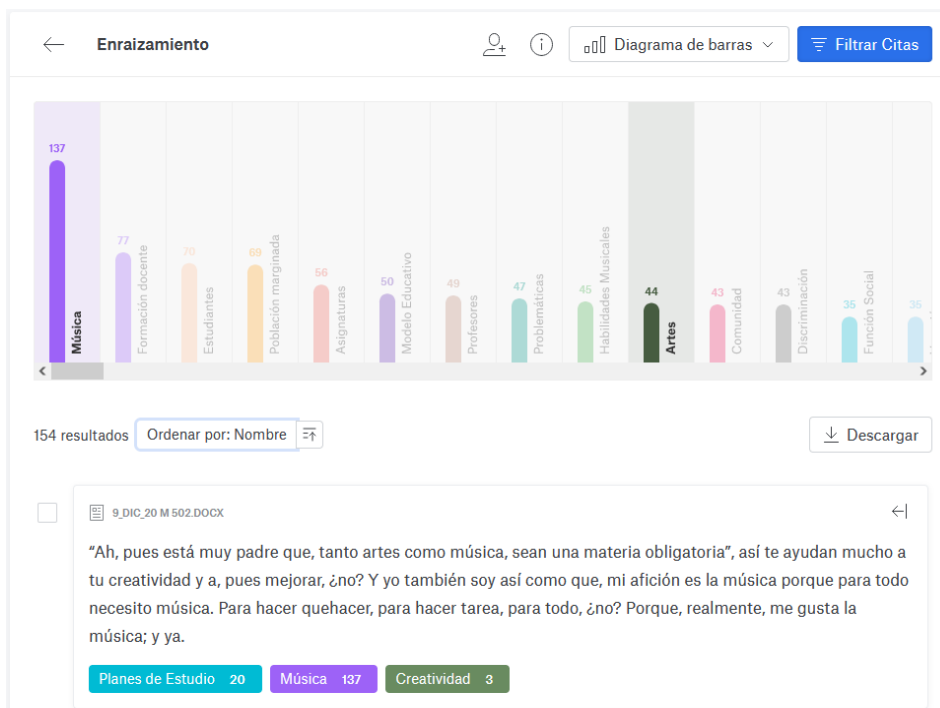 Enraizamiento
Diagrama de barras
Filtrar Citas
137
Música
77
Formación docente
70
Estudiantes
69
Población marginada
56
Asignaturas
50
Modelo Educativo
49
Profesores
47
Problemáticas
45
Habilidades Musicales
44
Artes
43
Comunidad
43
Discriminación
35
Función Social
35
154 resultados
Ordenar por: Nombre
Descargar
9_DIC_20 M 502.DOCX
“Ah, pues está muy padre que, tanto artes como música, sean una materia obligatoria”, así te ayudan mucho a
tu creatividad y a, pues mejorar, ¿no? Y yo también soy así como que, mi afición es la música porque para todo
necesito música. Para hacer quehacer, para hacer tarea, para todo, ¿no? Porque, realmente, me gusta la
música; y ya.
Planes de Estudio 20
Música 137
Creatividad 3